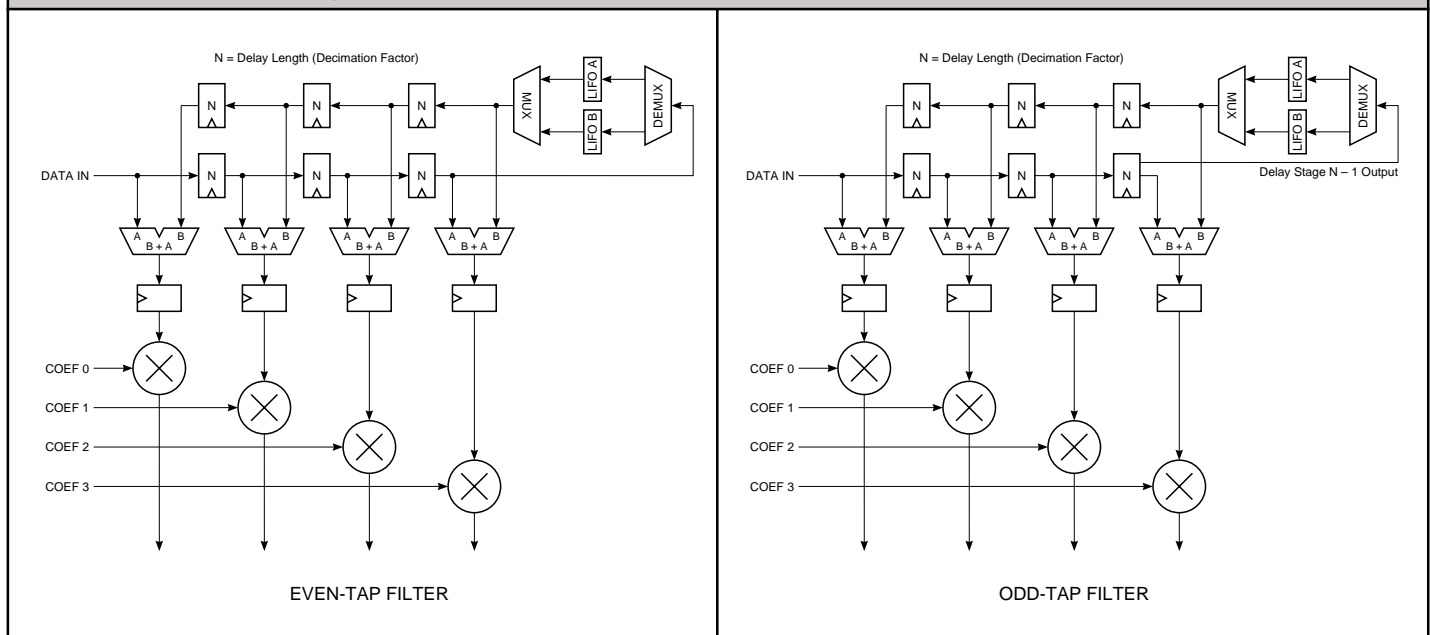 N = Delay Length (Decimation Factor)
N
N
N
MUX
LIFO A
LIFO B
DEMUX
DATA IN
N
N
N
A B
B + A
A B
B + A
A B
B + A
A B
B + A
COEF 0
COEF 1
COEF 2
COEF 3
EVEN-TAP FILTER
N = Delay Length (Decimation Factor)
N
N
N
MUX
LIFO A
LIFO B
DEMUX
DATA IN
N
N
N
Delay Stage N – 1 Output
A B
B + A
A B
B + A
A B
B + A
A B
B + A
COEF 0
COEF 1
COEF 2
COEF 3
ODD-TAP FILTER